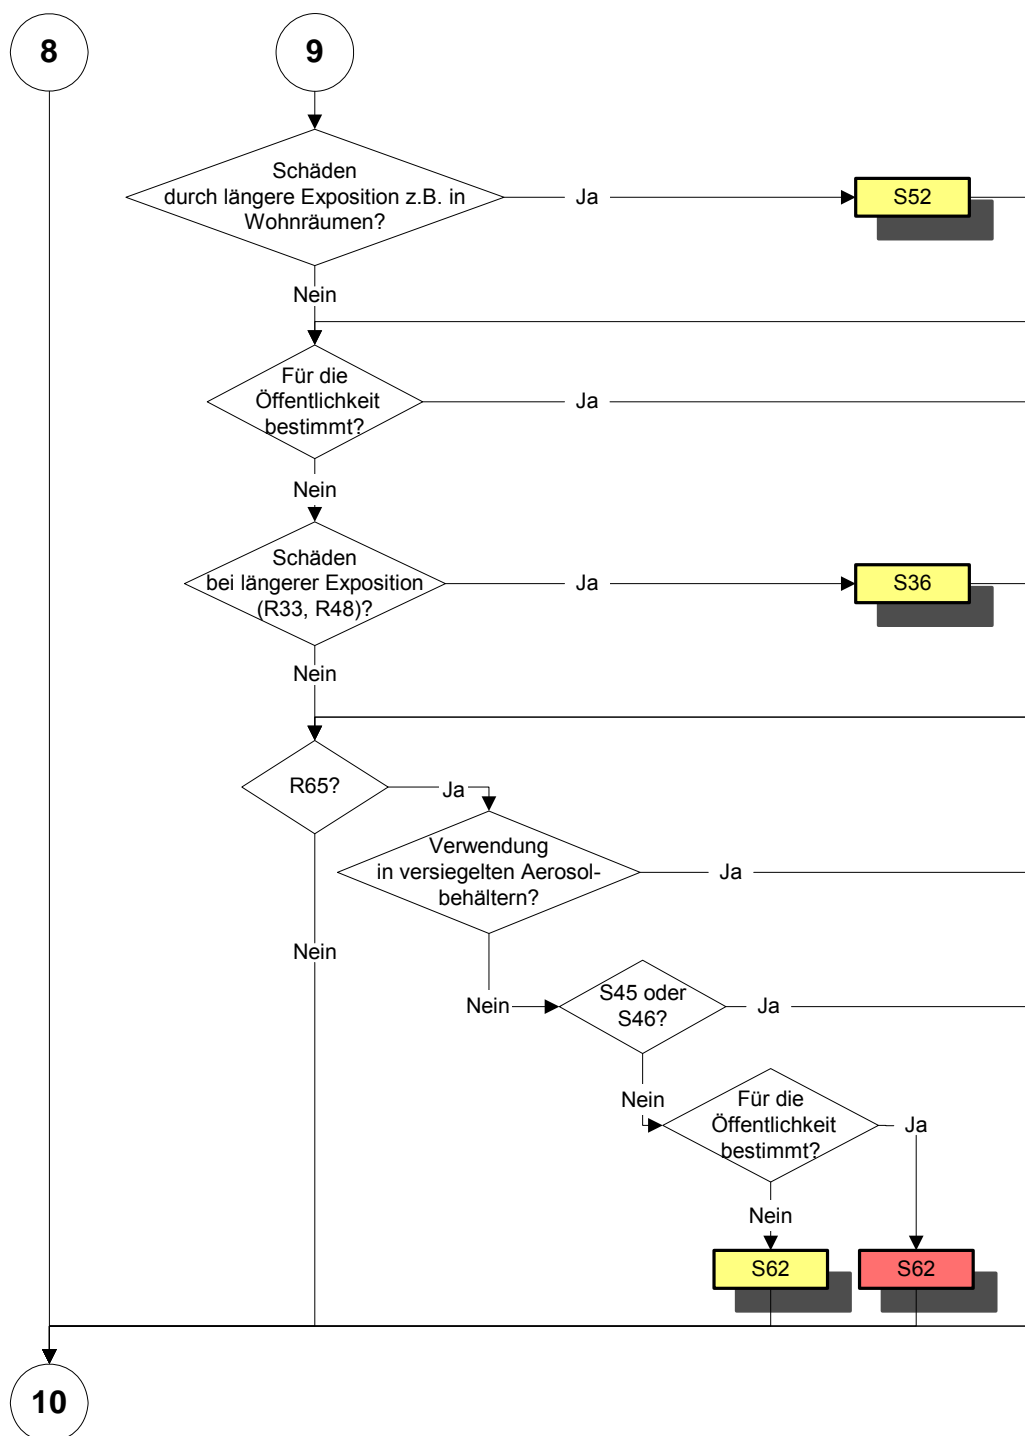 8
9
Schäden
durch längere Exposition z.B. in
Wohnräumen?
Ja
S52
Nein
Für die
Öffentlichkeit
bestimmt?
Ja
Nein
Schäden
bei längerer Exposition
(R33, R48)?
Ja
S36
Nein
R65?
Ja
Verwendung
in versiegelten Aerosol-
behältern?
Ja
Nein
Nein
S45 oder
S46?
Ja
Nein
Für die
Öffentlichkeit
bestimmt?
Ja
Nein
S62
S62
10